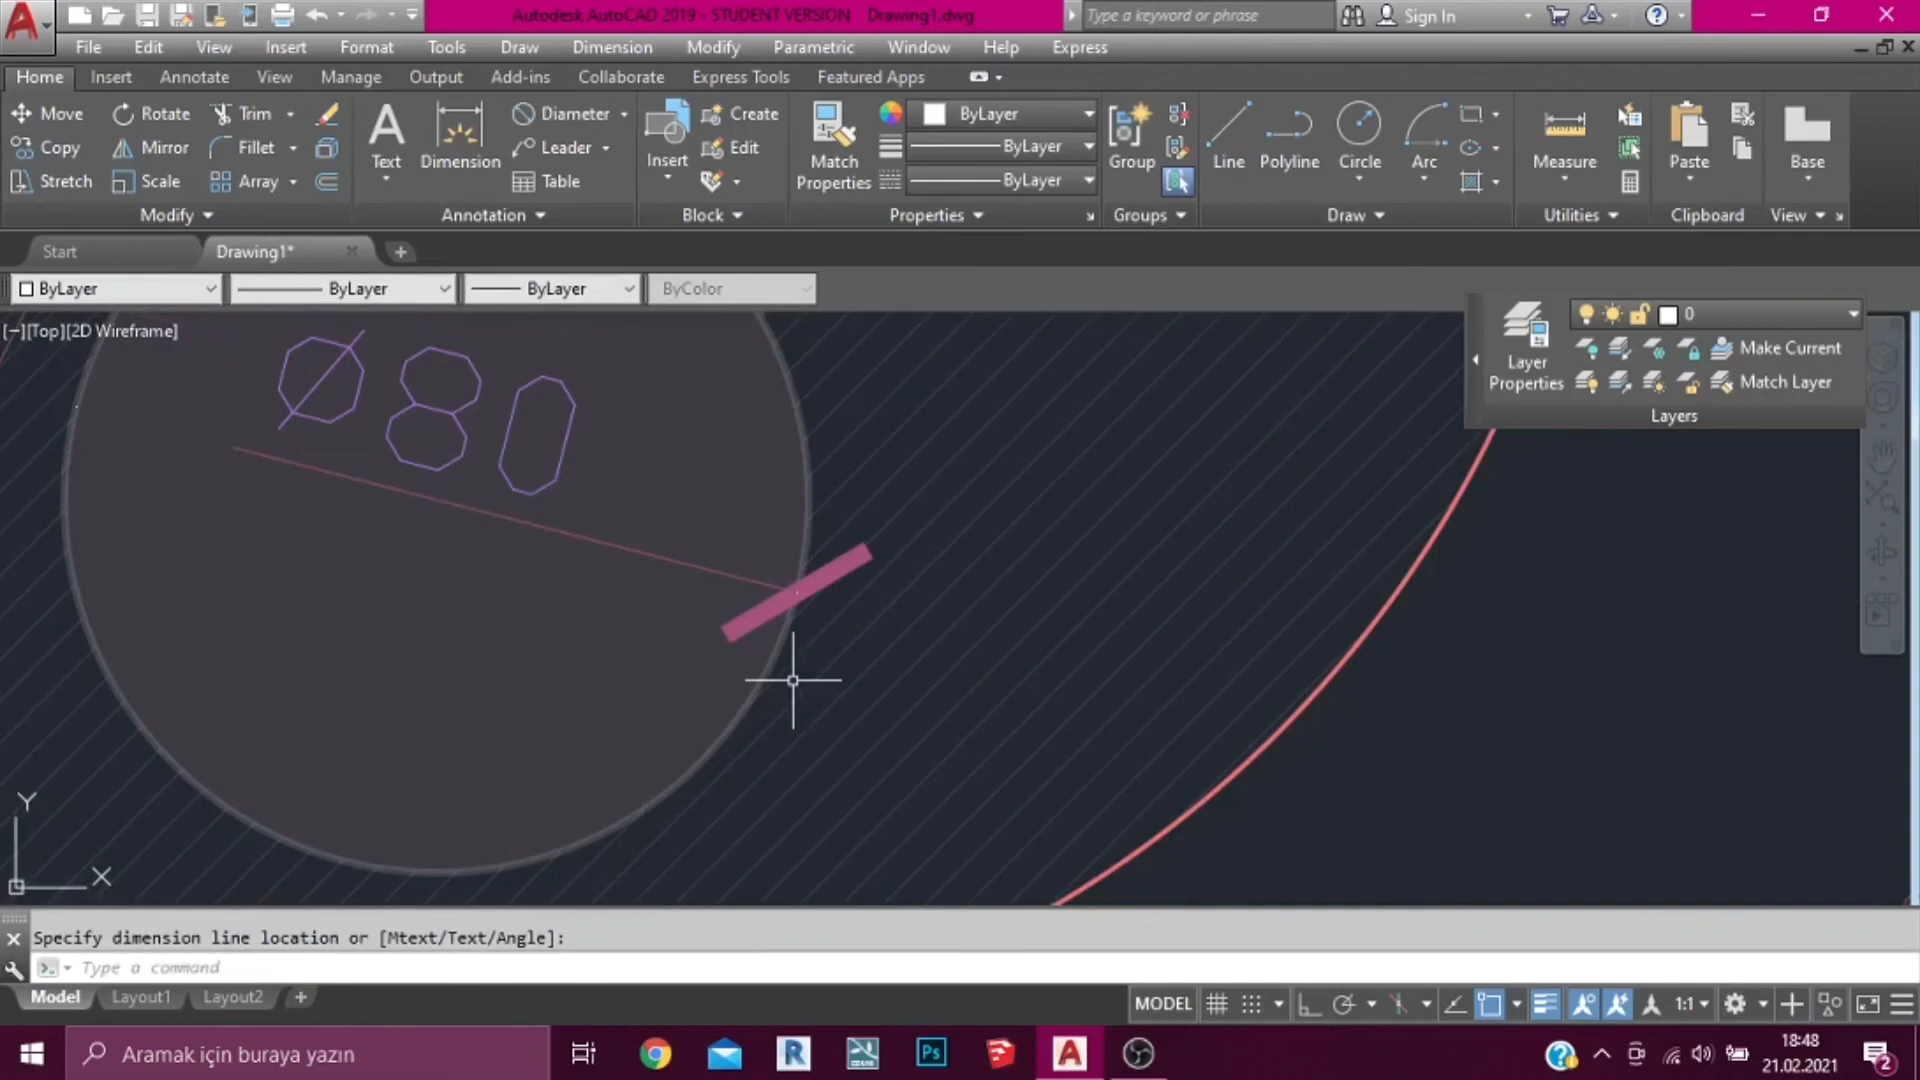 Autodesk AutoCAD 2019 - STUDENT VERSION Drawing1.dwg
Type a keyword or phrase
Sign In
File Edit View Insert Format Tools Draw Dimension Modify Parametric Window Help Express
Home Insert Annotate View Manage Output Add-ins Collaborate Express Tools Featured Apps
Move Rotate Trim
Copy Mirror Fillet
Stretch Scale Array
Modify
Text
Dimension
Diameter
Leader
Table
Annotation
Insert
Create
Edit
Block
Match
Properties
ByLayer
ByLayer
ByLayer
Properties
Group
Groups
Line Polyline Circle Arc
Draw
Measure
Utilities
Paste
Clipboard
Base
View
Start Drawing1*
ByLayer ByLayer ByLayer ByColor
[−][Top][2D Wireframe]
Layer
Properties
0
Make Current
Match Layer
Layers
Ø80
Y
X
Specify dimension line location or [Mtext/Text/Angle]:
Type a command
Model Layout1 Layout2
MODEL 1:1
Aramak için buraya yazın
R
Ps
A
18:48
21.02.2021
2